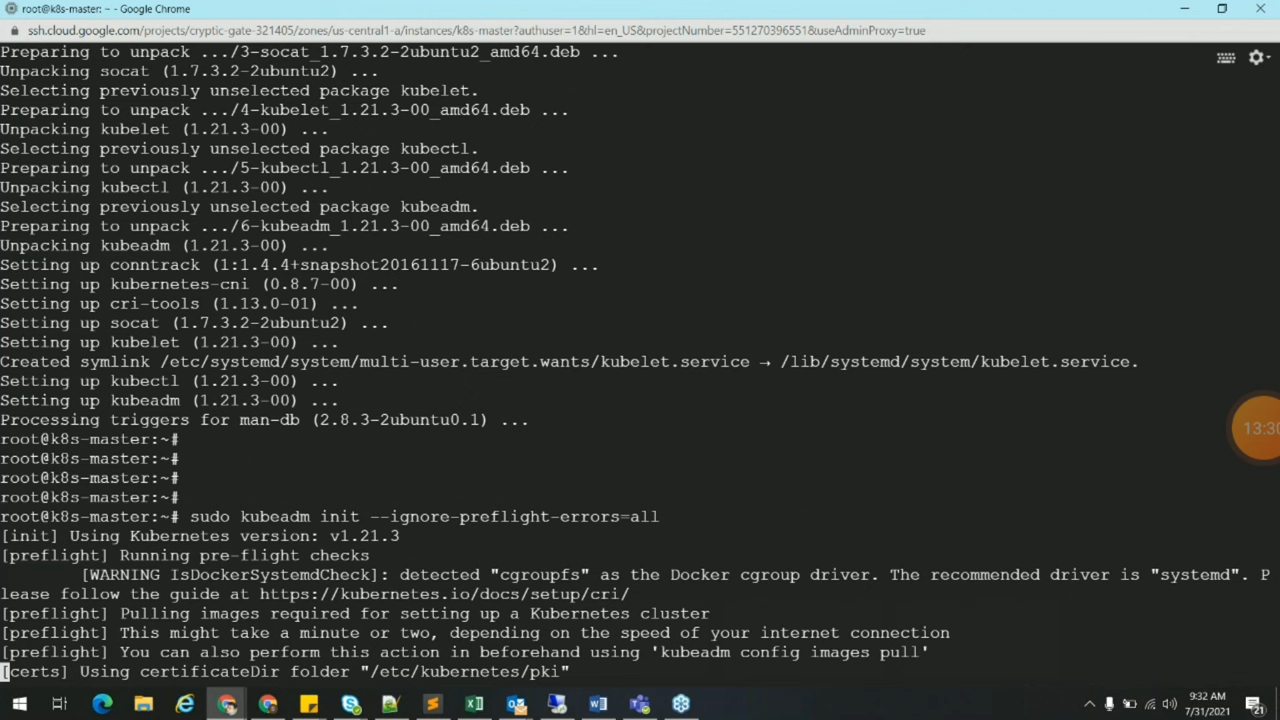 root@k8s-master: ~ - Google Chrome
ssh.cloud.google.com/projects/cryptic-gate-321405/zones/us-central1-a/instances/k8s-master?authuser=1&hl=en_US&projectNumber=551270396551&useAdminProxy=true
Preparing to unpack .../3-socat_1.7.3.2-2ubuntu2_amd64.deb ...
Unpacking socat (1.7.3.2-2ubuntu2) ...
Selecting previously unselected package kubelet.
Preparing to unpack .../4-kubelet_1.21.3-00_amd64.deb ...
Unpacking kubelet (1.21.3-00) ...
Selecting previously unselected package kubectl.
Preparing to unpack .../5-kubectl_1.21.3-00_amd64.deb ...
Unpacking kubectl (1.21.3-00) ...
Selecting previously unselected package kubeadm.
Preparing to unpack .../6-kubeadm_1.21.3-00_amd64.deb ...
Unpacking kubeadm (1.21.3-00) ...
Setting up conntrack (1:1.4.4+snapshot20161117-6ubuntu2) ...
Setting up kubernetes-cni (0.8.7-00) ...
Setting up cri-tools (1.13.0-01) ...
Setting up socat (1.7.3.2-2ubuntu2) ...
Setting up kubelet (1.21.3-00) ...
Created symlink /etc/systemd/system/multi-user.target.wants/kubelet.service → /lib/systemd/system/kubelet.service.
Setting up kubectl (1.21.3-00) ...
Setting up kubeadm (1.21.3-00) ...
Processing triggers for man-db (2.8.3-2ubuntu0.1) ...
root@k8s-master:~#
root@k8s-master:~#
root@k8s-master:~#
root@k8s-master:~#
root@k8s-master:~# sudo kubeadm init --ignore-preflight-errors=all
[init] Using Kubernetes version: v1.21.3
[preflight] Running pre-flight checks
[WARNING IsDockerSystemdCheck]: detected "cgroupfs" as the Docker cgroup driver. The recommended driver is "systemd". P
lease follow the guide at https://kubernetes.io/docs/setup/cri/
[preflight] Pulling images required for setting up a Kubernetes cluster
[preflight] This might take a minute or two, depending on the speed of your internet connection
[preflight] You can also perform this action in beforehand using 'kubeadm config images pull'
[certs] Using certificateDir folder "/etc/kubernetes/pki"
13:30
9:32 AM
7/31/2021
21